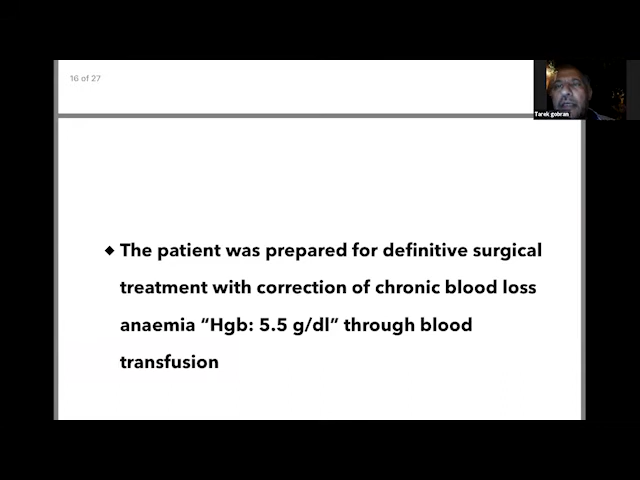 16 of 27
Tarek gobran
◆ The patient was prepared for definitive surgical
treatment with correction of chronic blood loss
anaemia “Hgb: 5.5 g/dl” through blood
transfusion